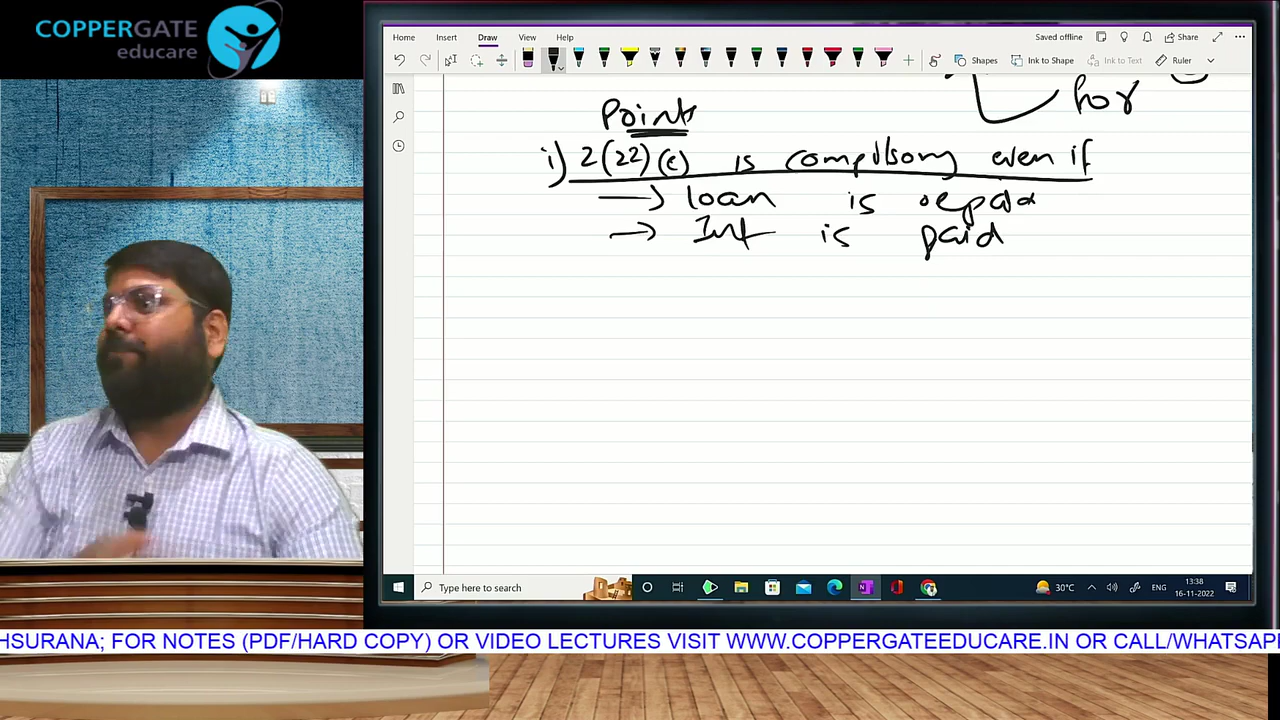 COPPERGATE
educare
Home Insert Draw View Help
Saved offline
Share
Shapes
Ink to Shape
Ink to Text
Ruler
for
Points
i) 2(22)(e) is compulsory even if
→ loan is repaid
→ Int is paid
Type here to search
30°C
ENG
13:38
16-11-2022
HSURANA; FOR NOTES (PDF/HARD COPY) OR VIDEO LECTURES VISIT WWW.COPPERGATEEDUCARE.IN OR CALL/WHATSAPP